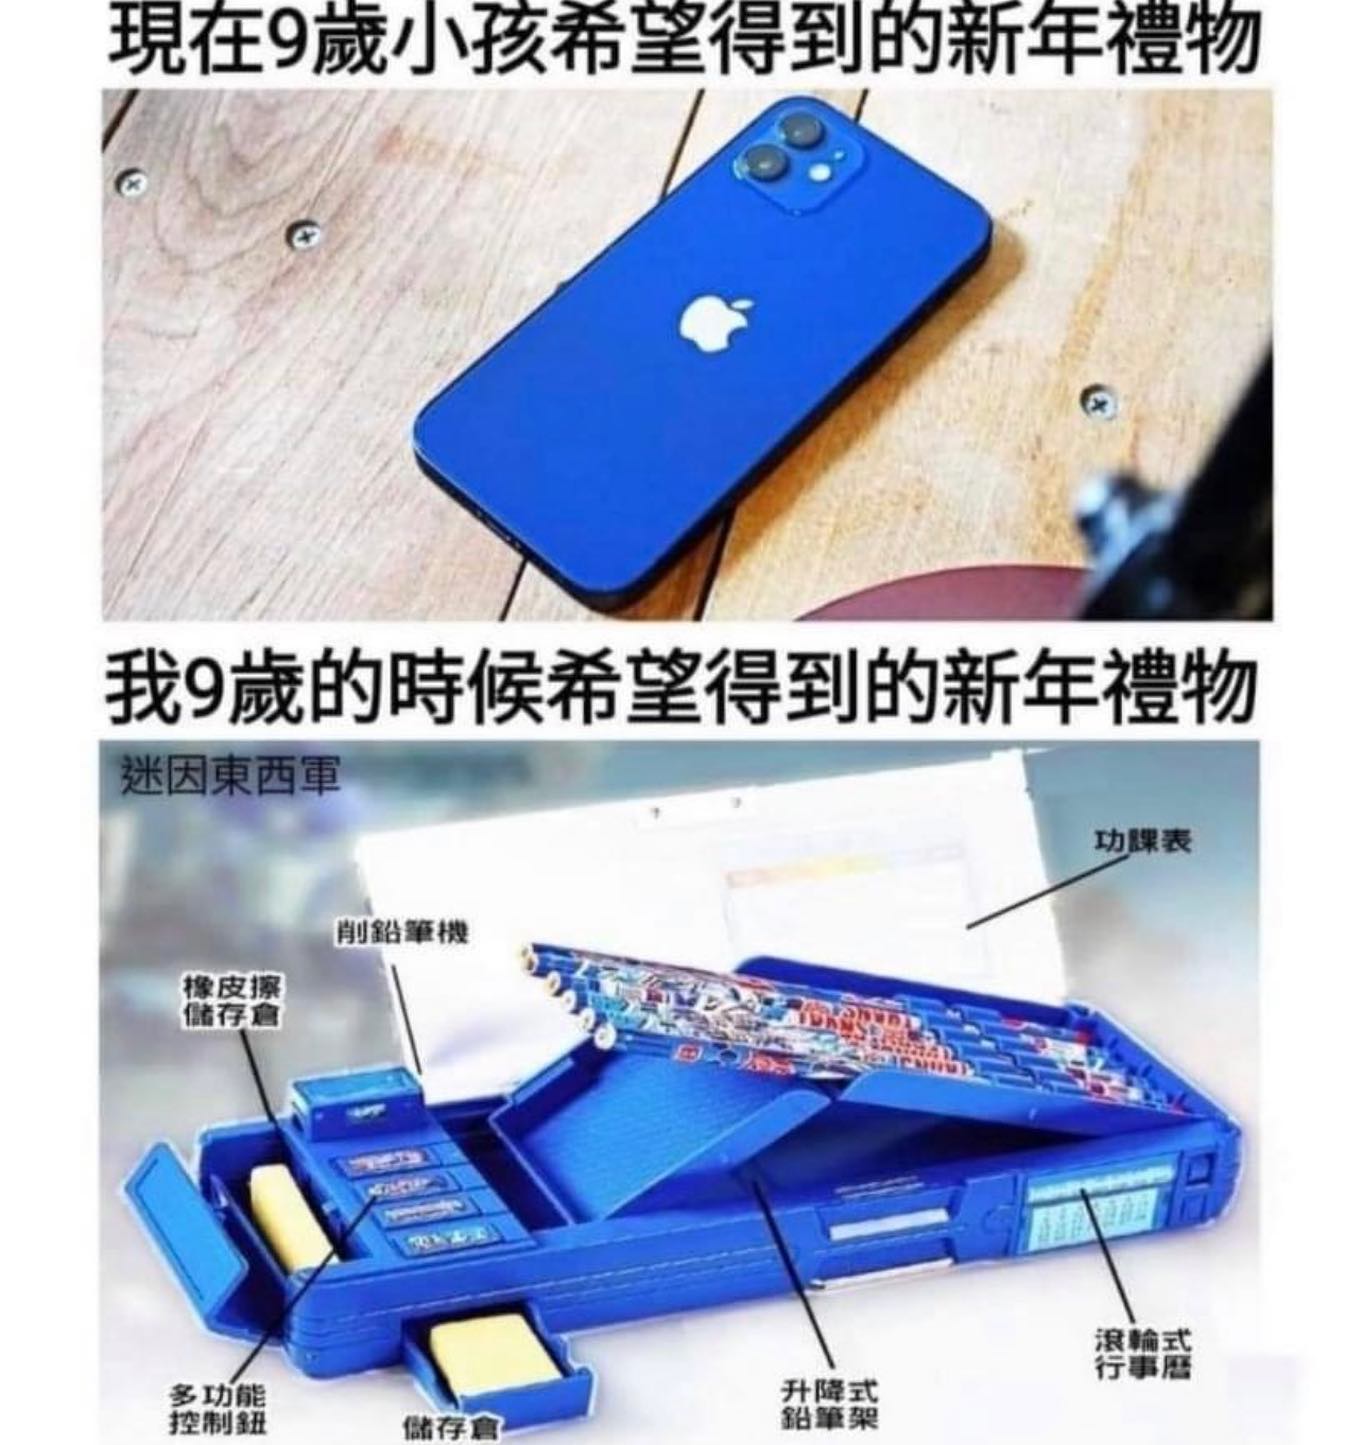 現在9歲小孩希望得到的新年禮物
我9歲的時候希望得到的新年禮物
迷因東西軍
功課表
削鉛筆機
橡皮擦
儲存倉
多功能
控制鈕
儲存倉
升降式
鉛筆架
滾輪式
行事曆